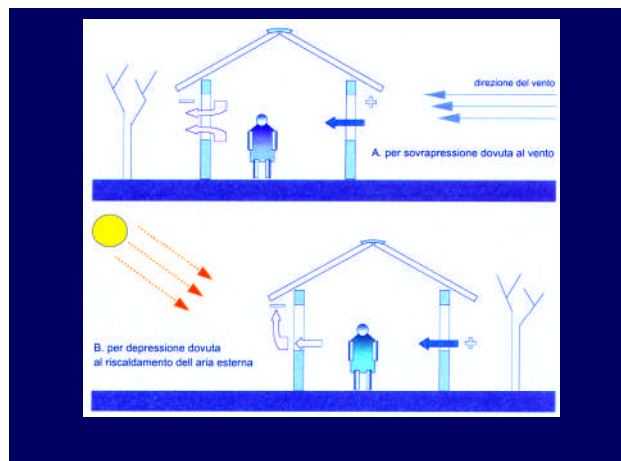 direzione del vento
A. per sovrapressione dovuta al vento
B. per depressione dovuta
al riscaldamento dell aria esterna